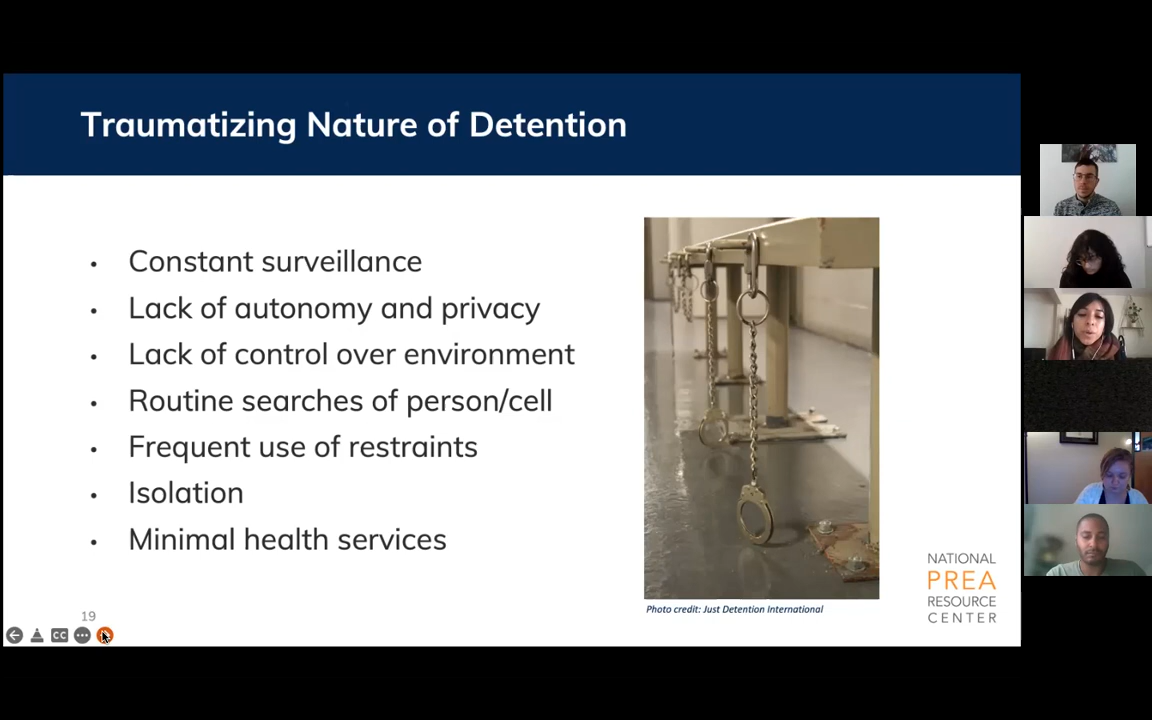 Traumatizing Nature of Detention
• Constant surveillance
• Lack of autonomy and privacy
• Lack of control over environment
• Routine searches of person/cell
• Frequent use of restraints
• Isolation
• Minimal health services
Photo credit: Just Detention International
NATIONAL
PREA
RESOURCE
CENTER
19
CC